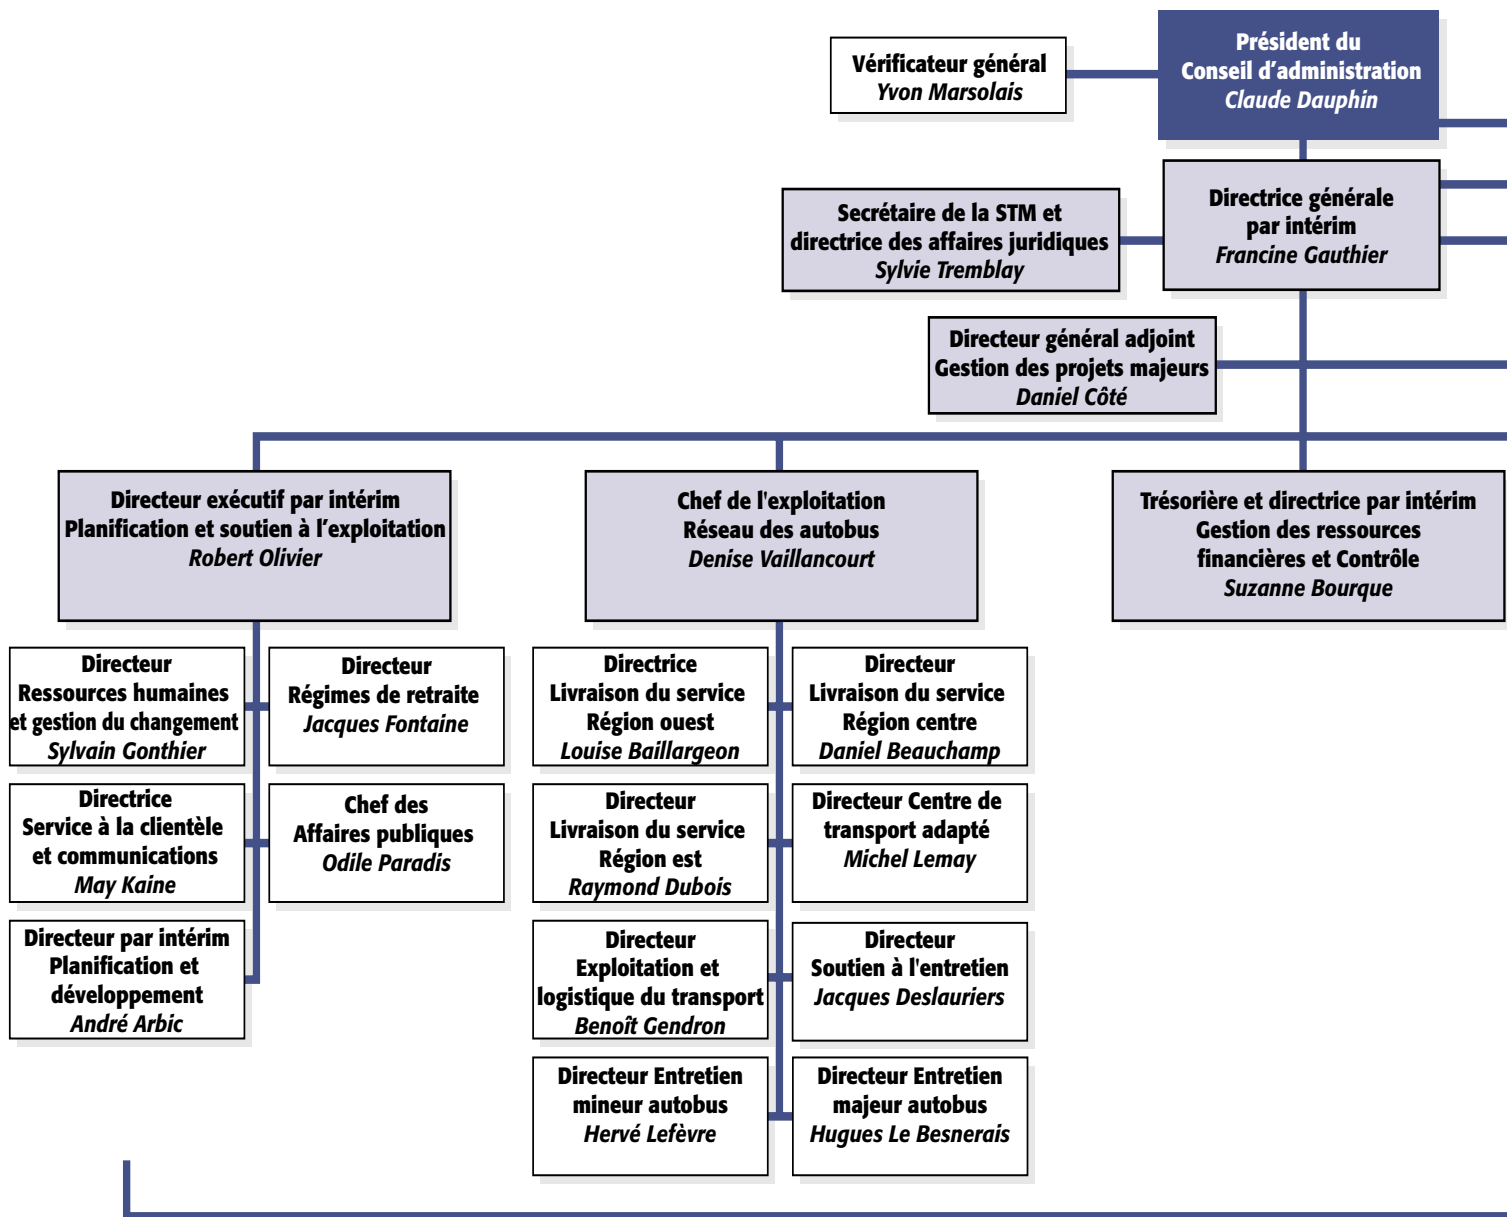 Président du
Conseil d’administration
Claude Dauphin
Vérificateur général
Yvon Marsolais
Directrice générale
par intérim
Francine Gauthier
Secrétaire de la STM et
directrice des affaires juridiques
Sylvie Tremblay
Directeur général adjoint
Gestion des projets majeurs
Daniel Côté
Directeur exécutif par intérim
Planification et soutien à l’exploitation
Robert Olivier
Chef de l'exploitation
Réseau des autobus
Denise Vaillancourt
Trésorière et directrice par intérim
Gestion des ressources
financières et Contrôle
Suzanne Bourque
Directeur
Ressources humaines
et gestion du changement
Sylvain Gonthier
Directeur
Régimes de retraite
Jacques Fontaine
Directrice
Service à la clientèle
et communications
May Kaine
Chef des
Affaires publiques
Odile Paradis
Directeur par intérim
Planification et
développement
André Arbic
Directrice
Livraison du service
Région ouest
Louise Baillargeon
Directeur
Livraison du service
Région centre
Daniel Beauchamp
Directeur
Livraison du service
Région est
Raymond Dubois
Directeur Centre de
transport adapté
Michel Lemay
Directeur
Exploitation et
logistique du transport
Benoît Gendron
Directeur
Soutien à l'entretien
Jacques Deslauriers
Directeur Entretien
mineur autobus
Hervé Lefèvre
Directeur Entretien
majeur autobus
Hugues Le Besnerais